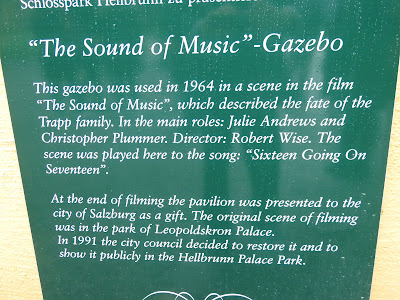 Schlosspark Hellbrunn zu präsentieren
“The Sound of Music”-Gazebo
This gazebo was used in 1964 in a scene in the film
“The Sound of Music”, which described the fate of the
Trapp family. In the main roles: Julie Andrews and
Christopher Plummer. Director: Robert Wise. The
scene was played here to the song: “Sixteen Going On
Seventeen”.
At the end of filming the pavilion was presented to the
city of Salzburg as a gift. The original scene of filming
was in the park of Leopoldskron Palace.
In 1991 the city council decided to restore it and to
show it publicly in the Hellbrunn Palace Park.